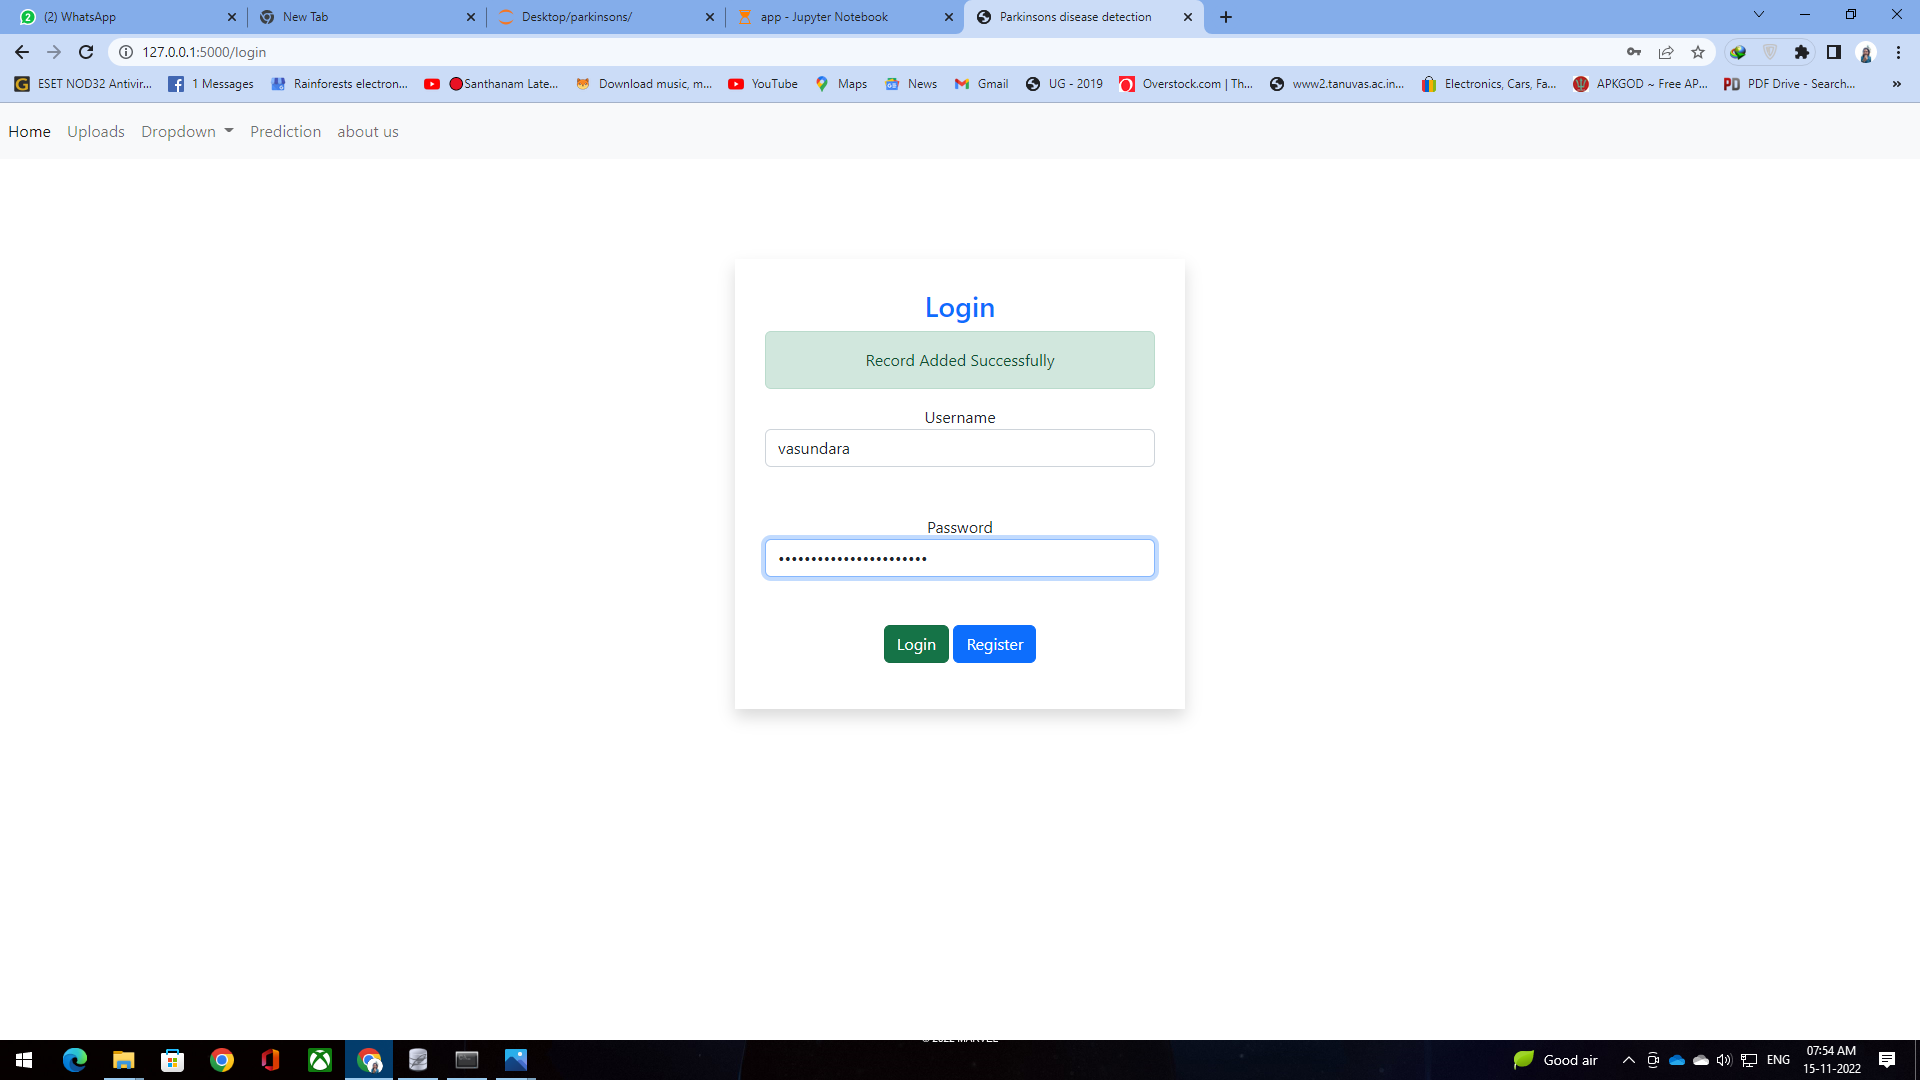 (2) WhatsApp
New Tab
Desktop/parkinsons/
app - Jupyter Notebook
Parkinsons disease detection
127.0.0.1:5000/login
ESET NOD32 Antivir...
1 Messages
Rainforests electron...
Santhanam Late...
Download music, m...
YouTube
Maps
News
Gmail
UG - 2019
Overstock.com | Th...
www2.tanuvas.ac.in...
Electronics, Cars, Fa...
APKGOD ~ Free AP...
PDF Drive - Search...
Home Uploads Dropdown Prediction about us
Login
Record Added Successfully
Username
vasundara
Password
•••••••••••••••••••••••
Login Register
© 2022 MARVEL
Good air
ENG
07:54 AM
15-11-2022